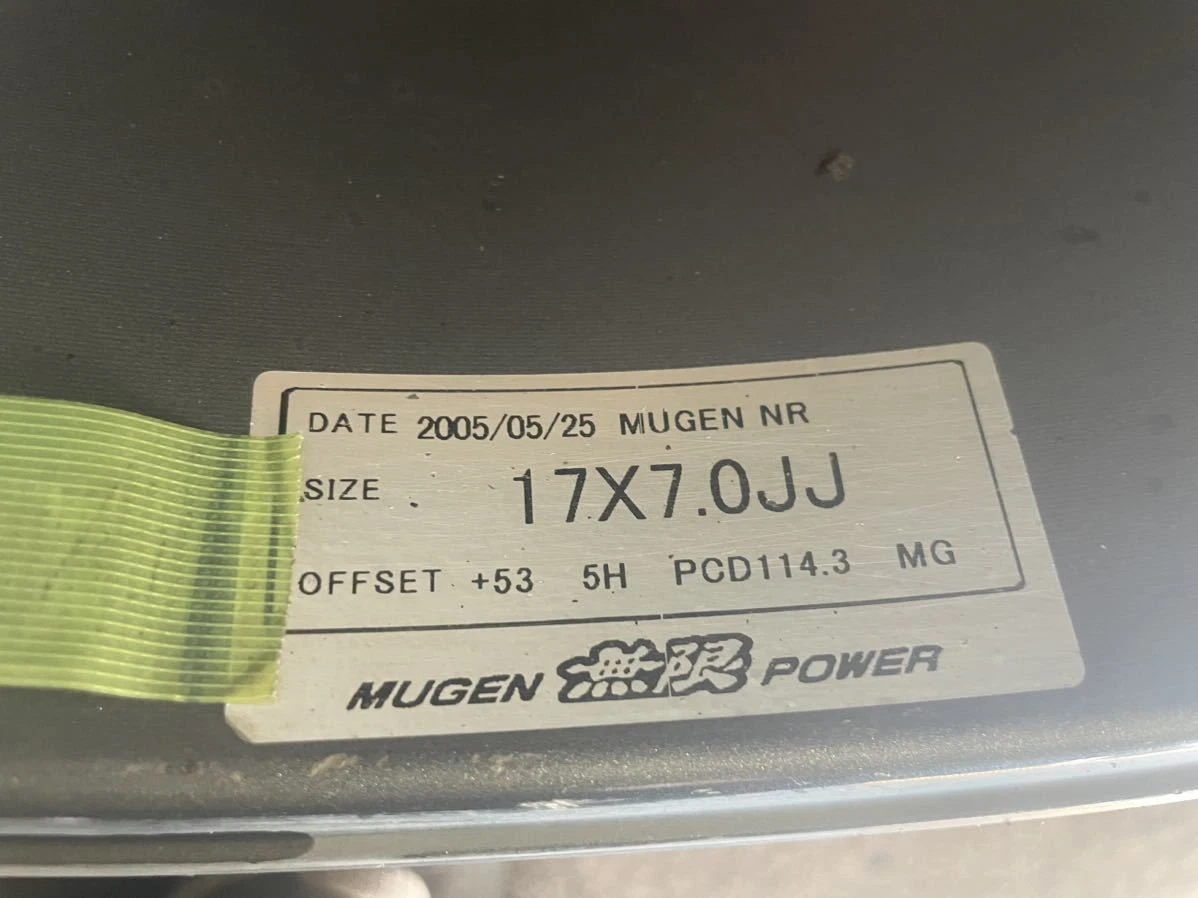 DATE 2005/05/25 MUGEN NR
SIZE 17X7.0JJ
OFFSET +53 5H PCD114.3 MG
MUGEN 無限 POWER